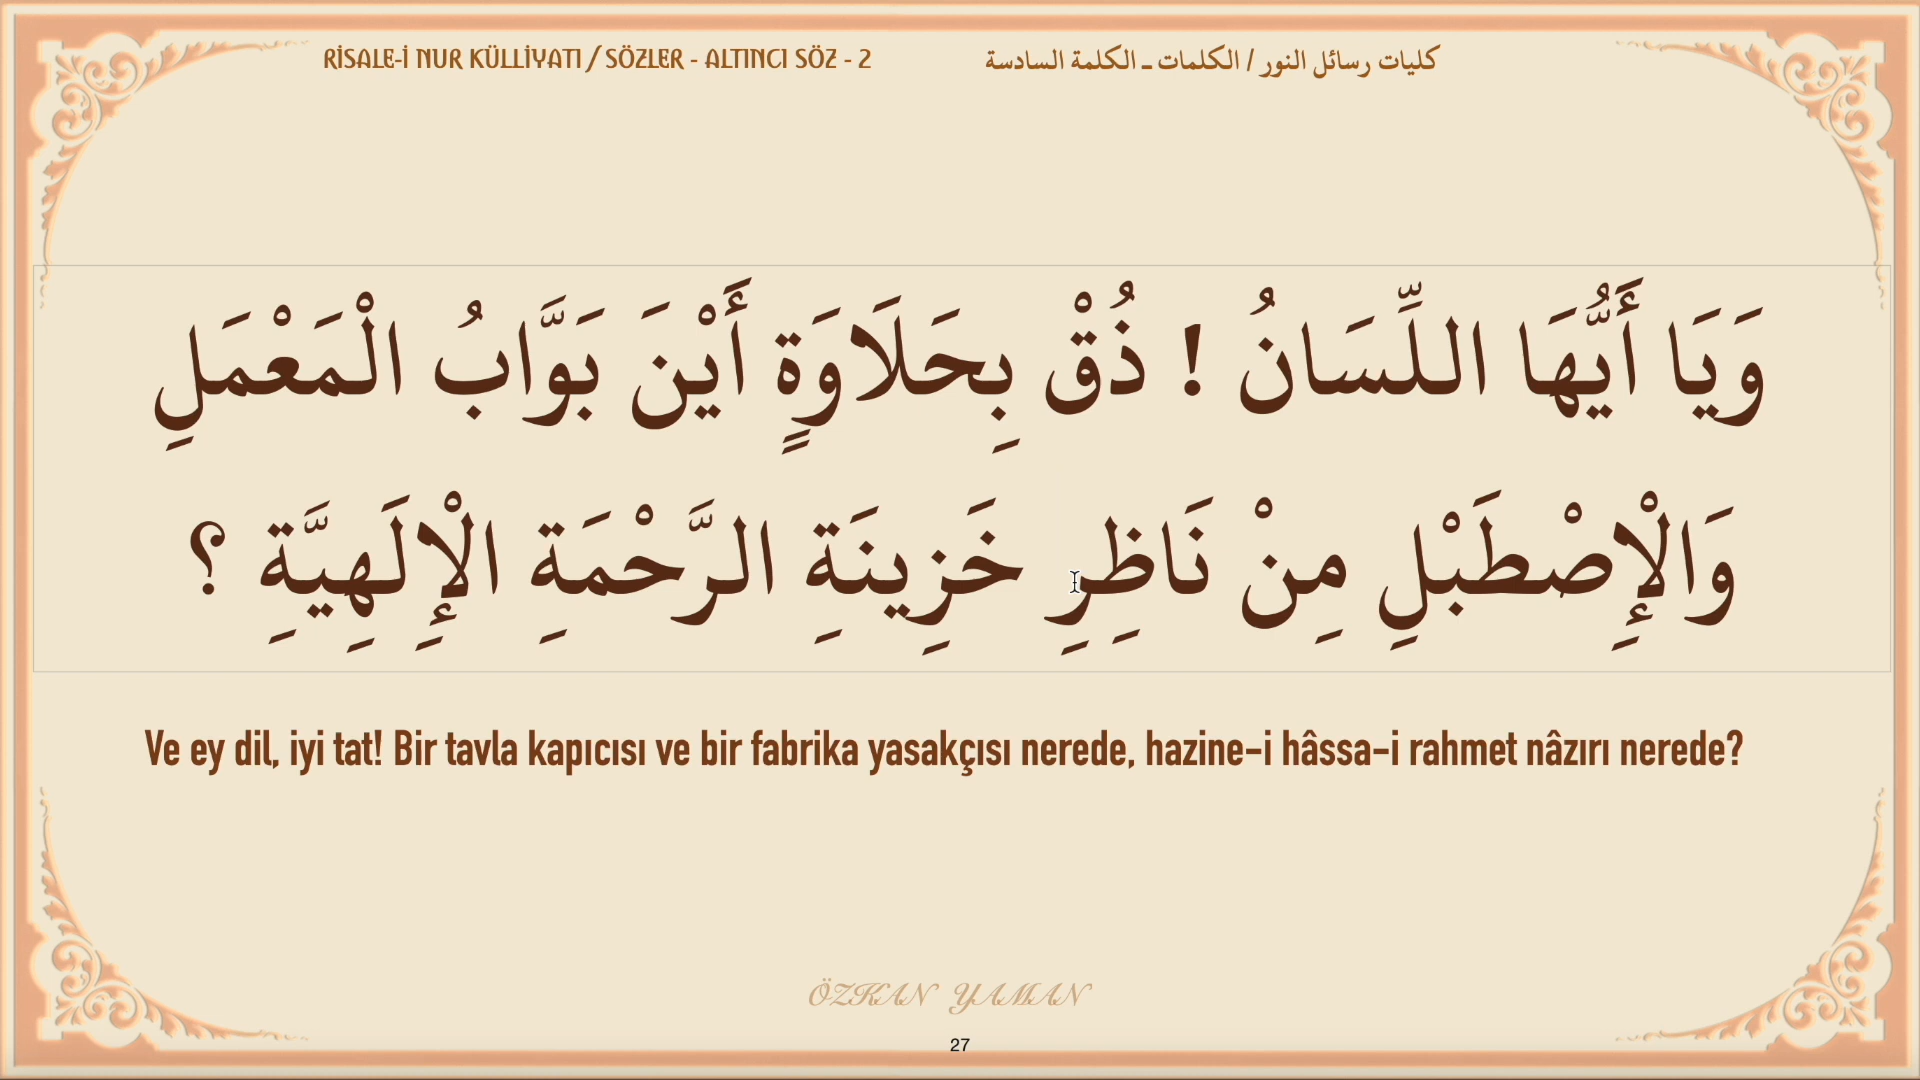 RİSALE-İ NUR KÜLLİYATI / SÖZLER - ALTINCI SÖZ - 2
كليات رسائل النور / الكلمات ـ الكلمة السادسة
وَيَا أَيُّهَا اللِّسَانُ ! ذُقْ بِحَلَاوَةٍ أَيْنَ بَوَّابُ الْمَعْمَلِ
وَالْإِصْطَبْلِ مِنْ نَاظِرِ خَزِينَةِ الرَّحْمَةِ الْإِلَهِيَّةِ ؟
Ve ey dil, iyi tat! Bir tavla kapıcısı ve bir fabrika yasakçısı nerede, hazine-i hâssa-i rahmet nâzırı nerede?
ÖZKAN YAMAN
27